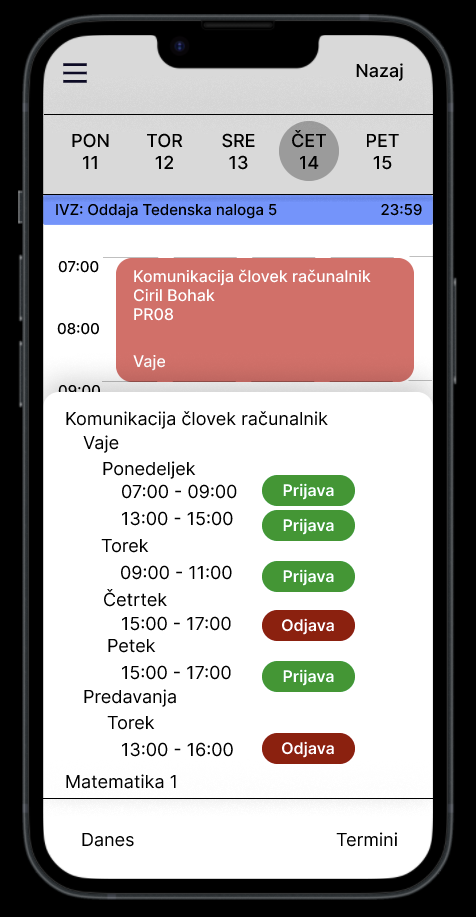 Nazaj
PON TOR SRE ČET PET
11 12 13 14 15
IVZ: Oddaja Tedenska naloga 5 23:59
07:00
Komunikacija človek računalnik
Ciril Bohak
PR08
08:00
Vaje
09:00
Komunikacija človek računalnik
Vaje
Ponedeljek
07:00 - 09:00 Prijava
13:00 - 15:00 Prijava
Torek
09:00 - 11:00 Prijava
Četrtek
15:00 - 17:00 Odjava
Petek
15:00 - 17:00 Prijava
Predavanja
Torek
13:00 - 16:00 Odjava
Matematika 1
Danes Termini